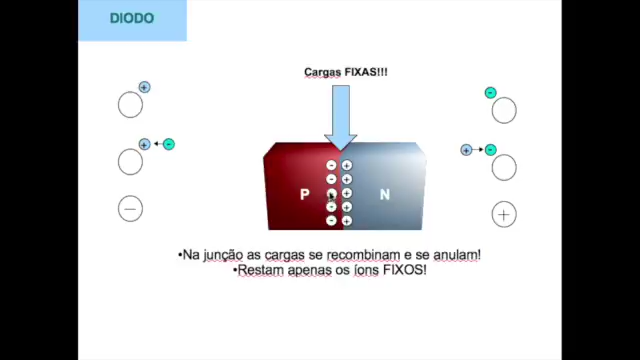 DIODO
Cargas FIXAS!!!
P
N
•Na junção as cargas se recombinam e se anulam!
•Restam apenas os íons FIXOS!